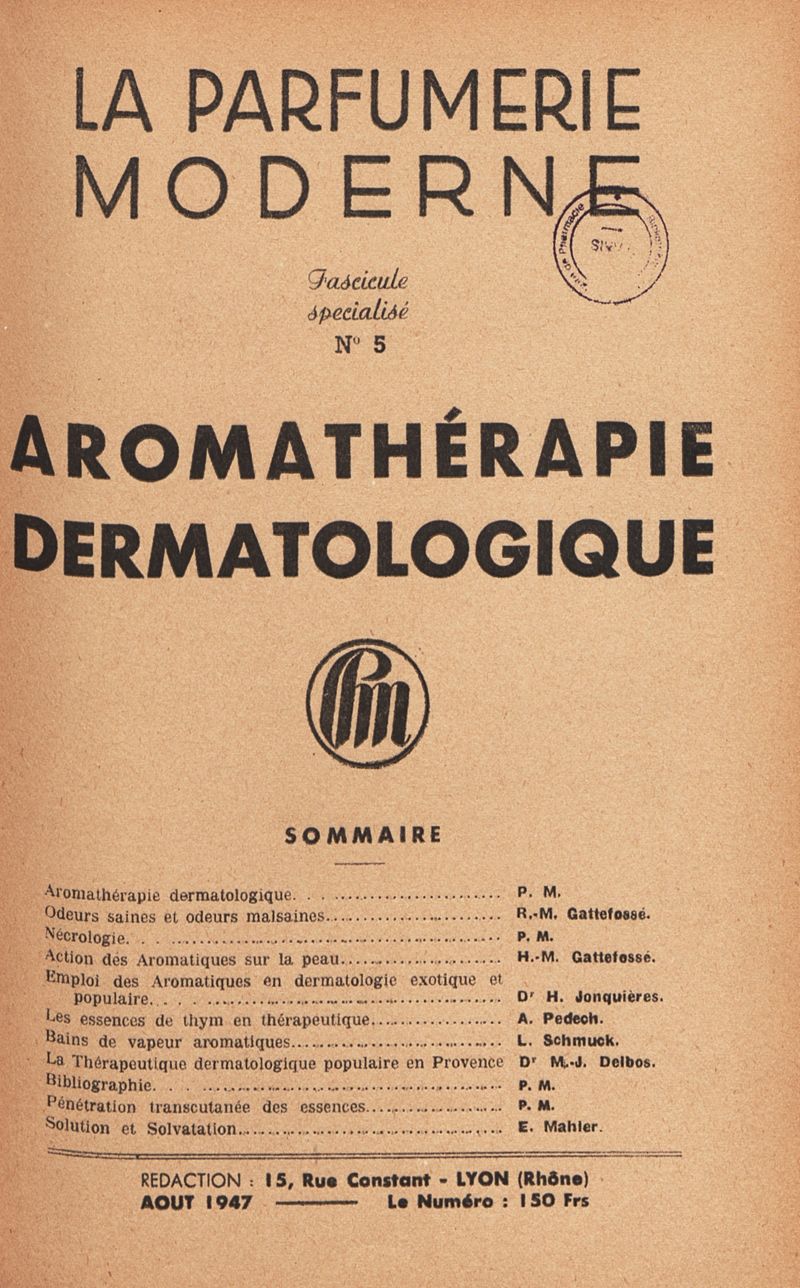 LA PARFUMERIE
MODERNE
Fascicule
spécialisé
N° 5
AROMATHÉRAPIE
DERMATOLOGIQUE
Pm
SOMMAIRE
Aromathérapie dermatologique. . . ........................ P. M.
Odeurs saines et odeurs malsaines........................ R.-M. Gattefossé.
Nécrologie. . . ........................ P. M.
Action des Aromatiques sur la peau........................ H.-M. Gattefossé.
Emploi des Aromatiques en dermatologie exotique et
populaire. . . . ........................ Dr H. Jonquières.
Les essences de thym en thérapeutique.................... A. Pedech.
Bains de vapeur aromatiques........................ L. Schmuck.
La Thérapeutique dermatologique populaire en Provence Dr M.-J. Delbos.
Bibliographie. . . ........................ P. M.
Pénétration transcutanée des essences.................... P. M.
Solution et Solvatation........................ E. Mahler.
REDACTION : 15, Rue Constant - LYON (Rhône)
AOUT 1947 ——— Le Numéro : 150 Frs